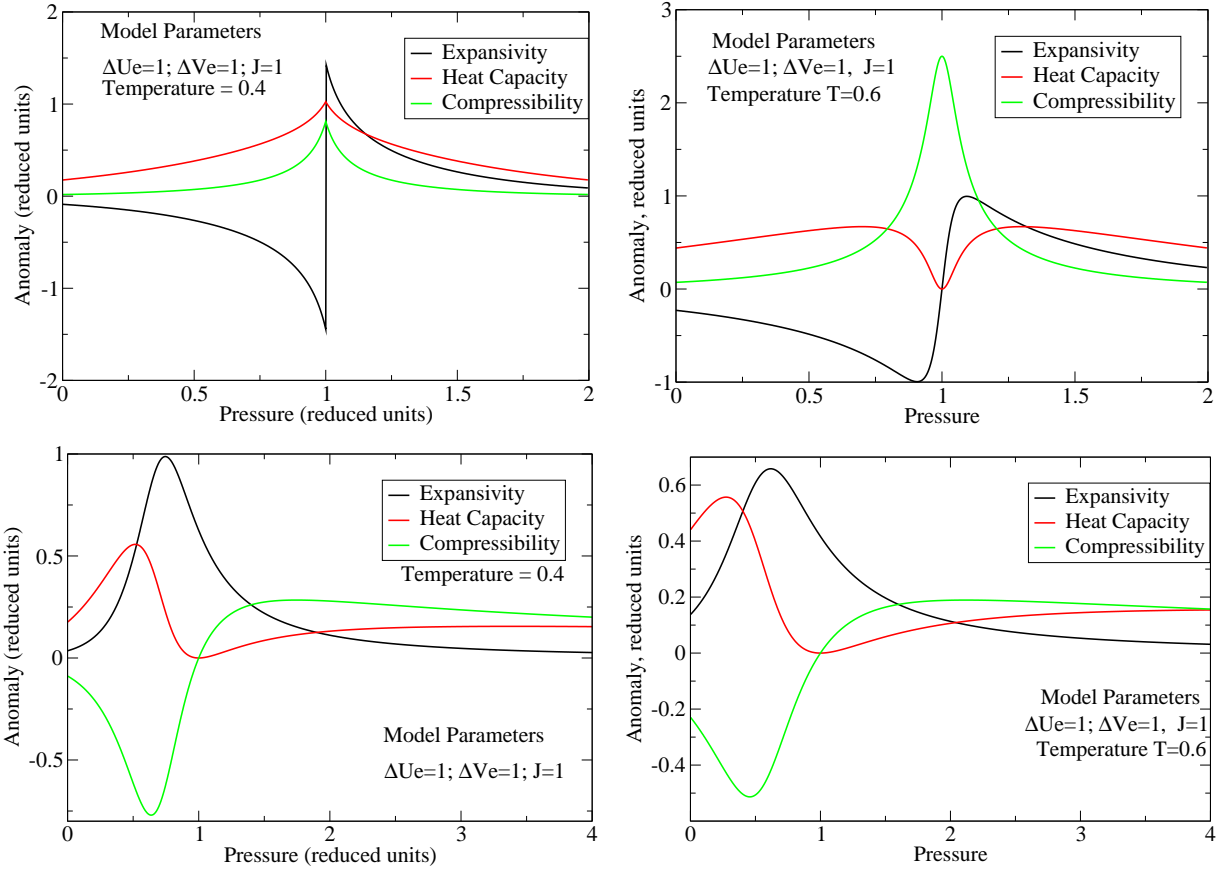 2
1
0
-1
-2
0
0.5
1
1.5
2
Anomaly (reduced units)
Pressure (reduced units)
Model Parameters
ΔUe=1; ΔVe=1; J=1
Temperature = 0.4
Expansivity
Heat Capacity
Compressibility
3
2
1
0
-1
0
0.5
1
1.5
2
Anomaly, reduced units
Pressure
Model Parameters
ΔUe=1; ΔVe=1, J=1
Temperature T=0.6
Expansivity
Heat Capacity
Compressibility
1
0.5
0
-0.5
0
1
2
3
4
Anomaly (reduced units)
Pressure (reduced units)
Expansivity
Heat Capacity
Compressibility
Temperature = 0.4
Model Parameters
ΔUe=1; ΔVe=1; J=1
0.6
0.4
0.2
0
-0.2
-0.4
0
1
2
3
4
Anomaly, reduced units
Pressure
Expansivity
Heat Capacity
Compressibility
Model Parameters
ΔUe=1; ΔVe=1, J=1
Temperature T=0.6